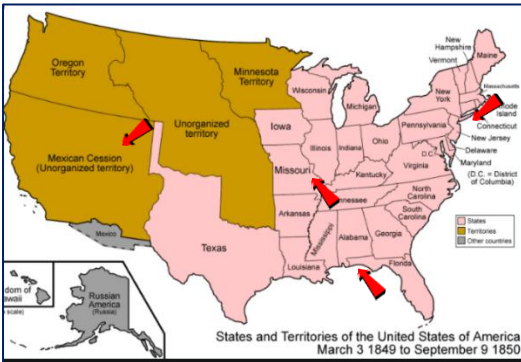 New
Hampshire
Vermont
Maine
Oregon
Territory
Minnesota
Territory
Massachusetts
Wisconsin
New
York
Michigan
Island
Connecticut
Unorganized
territory
Iowa
Pennsylvania
New Jersey
Mexican Cession
(Unorganized territory)
Illinois
Indiana
Ohio
Delaware
D.C.
Maryland
(D.C. = District
of Columbia)
Missouri
Virginia
Kentucky
North
Carolina
Tennessee
Arkansas
South
Carolina
Mexico
Texas
Mississippi
Alabama
Georgia
States
Territories
Other countries
Louisiana
Florida
Russian
America
(Russia)
scale)
States and Territories of the United States of America
March 3 1849 to September 9 1850